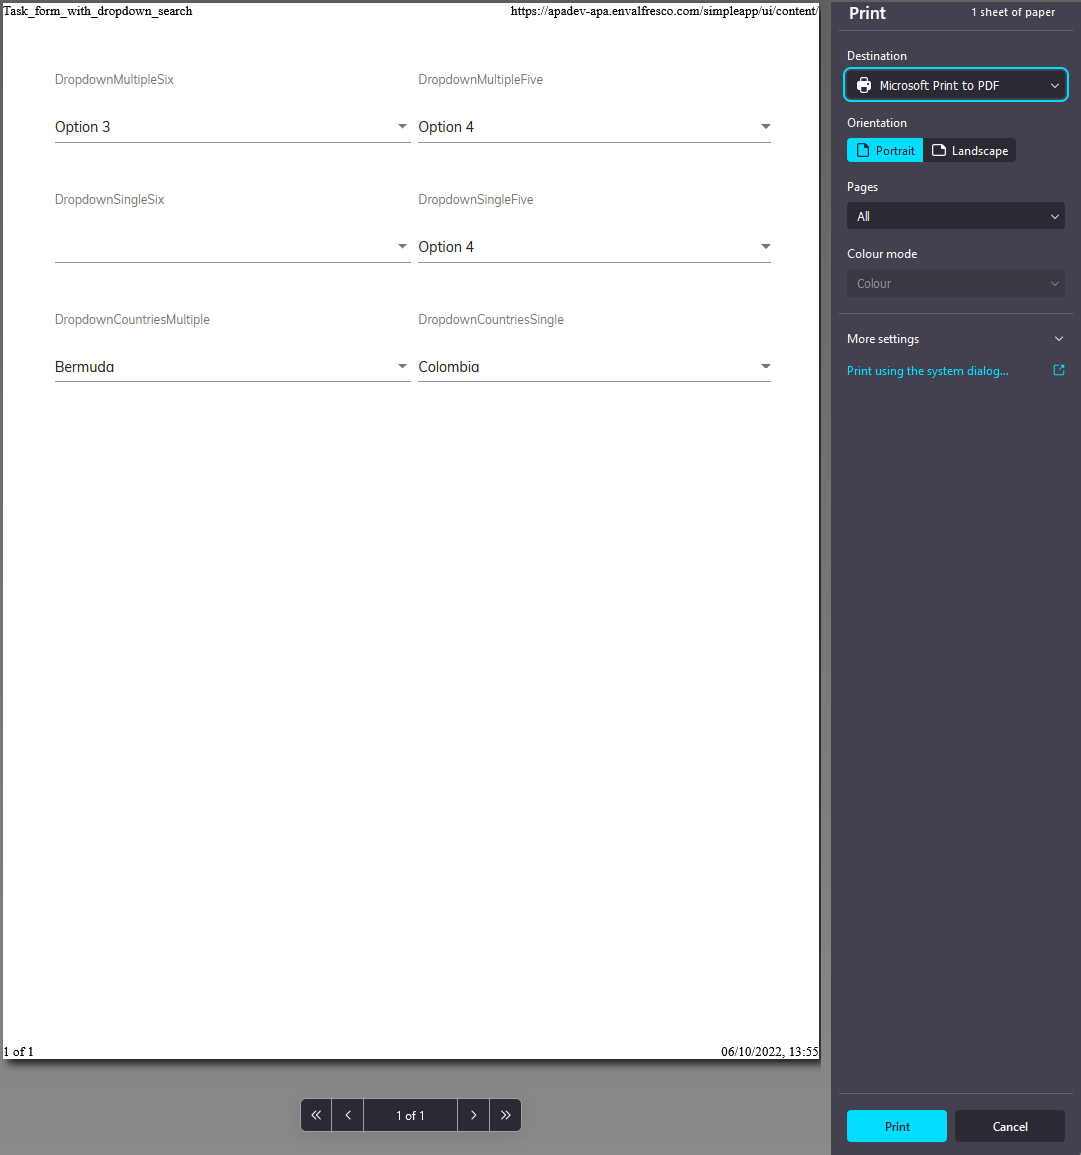 Task_form_with_dropdown_search https://apadev-apa.envalfresco.com/simpleapp/ui/content/
DropdownMultipleSix DropdownMultipleFive
Option 3 Option 4
DropdownSingleSix DropdownSingleFive
Option 4
DropdownCountriesMultiple DropdownCountriesSingle
Bermuda Colombia
1 of 1 06/10/2022, 13:55
1 of 1
Print 1 sheet of paper
Destination
Microsoft Print to PDF
Orientation
Portrait Landscape
Pages
All
Colour mode
Colour
More settings
Print using the system dialog...
Print Cancel